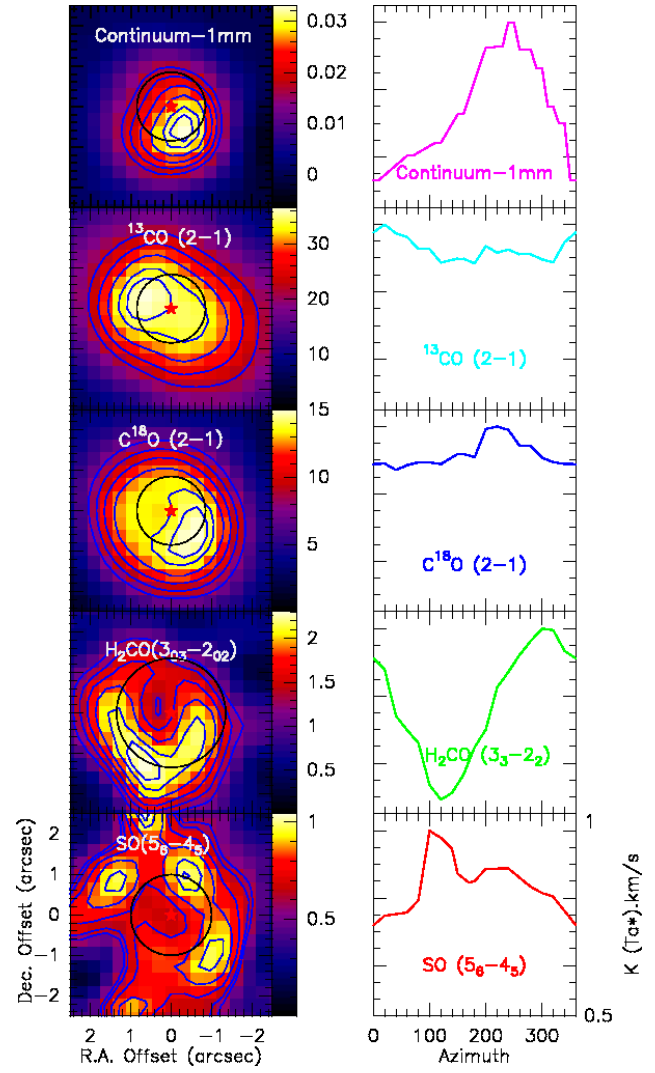 Continuum−1mm
0.03
0.02
0.01
0
Continuum−1mm
¹³CO (2−1)
30
20
10
¹³CO (2−1)
C¹⁸O (2−1)
15
10
5
C¹⁸O (2−1)
H₂CO(3₀₃−2₀₂)
2
1.5
1
0.5
H₂CO (3₃−2₂)
SO(5₆−4₅)
1
0.5
SO (5₆−4₅)
1
0.5
K (Ta*).km/s
Dec. Offset (arcsec)
2
1
0
−1
−2
2 1 0 −1 −2
R.A. Offset (arcsec)
0 100 200 300
Azimuth